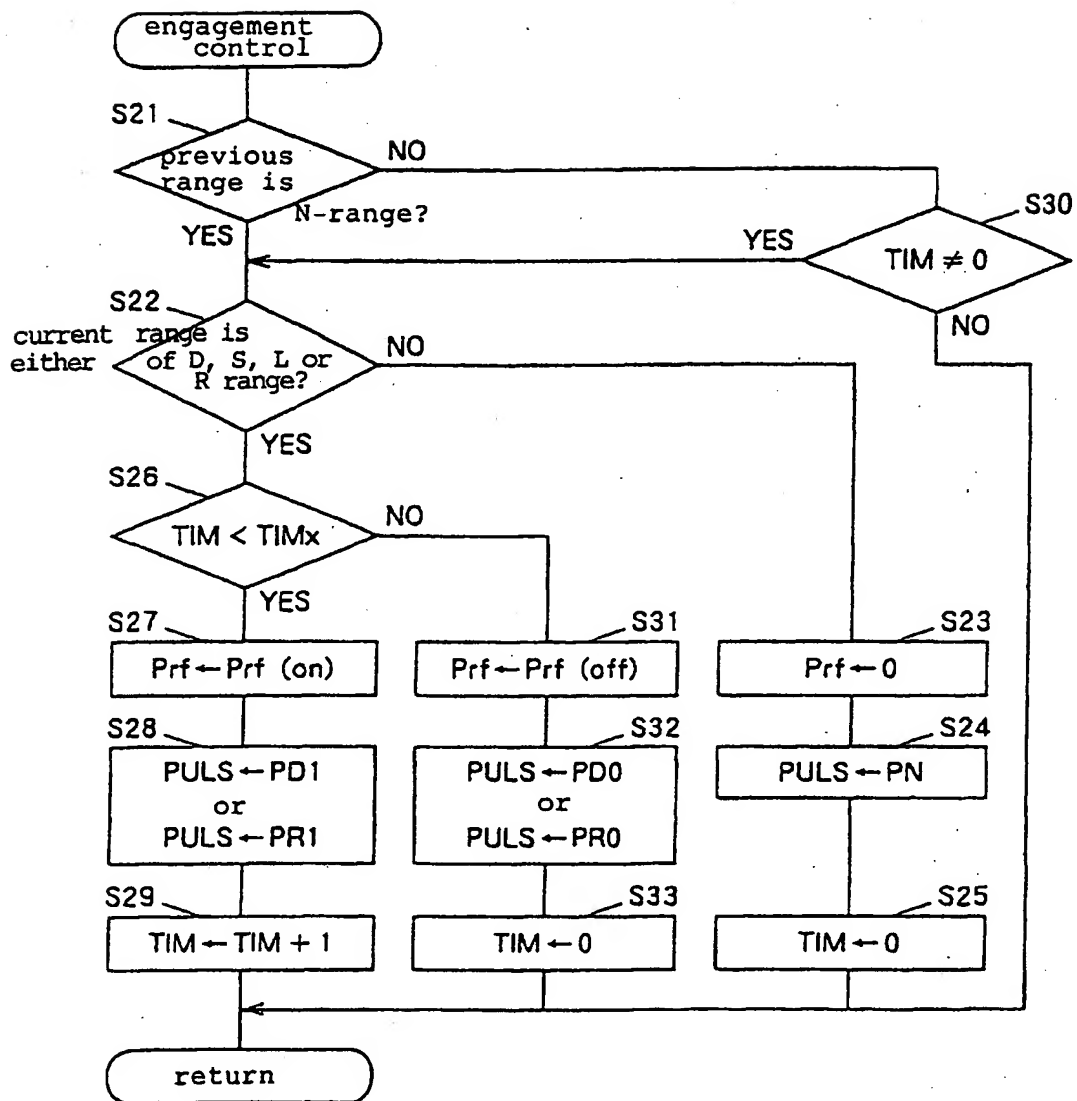 engagement
control
S21
previous
range is
N-range?
NO
YES
S30
TIM ≠ 0
YES
NO
S22
current range is
either of D, S, L or
R range?
NO
YES
S26
TIM < TIMx
NO
YES
S27
Prf ← Prf (on)
S31
Prf ← Prf (off)
S23
Prf ← 0
S28
PULS ← PD1
or
PULS ← PR1
S32
PULS ← PD0
or
PULS ← PR0
S24
PULS ← PN
S29
TIM ← TIM + 1
S33
TIM ← 0
S25
TIM ← 0
return